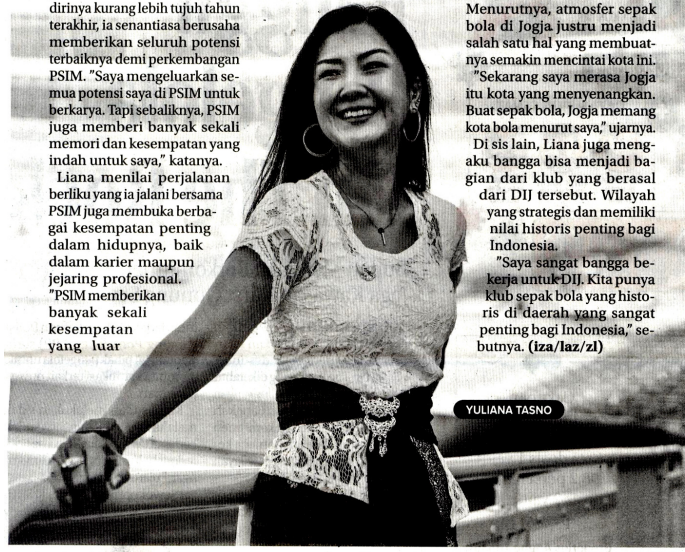 dirinya kurang lebih tujuh tahun
terakhir, ia senantiasa berusaha
memberikan seluruh potensi
terbaiknya demi perkembangan
PSIM. "Saya mengeluarkan se-
mua potensi saya di PSIM untuk
berkarya. Tapi sebaliknya, PSIM
juga memberi banyak sekali
memori dan kesempatan yang
indah untuk saya," katanya.
Liana menilai perjalanan
berliku yang ia jalani bersama
PSIM juga membuka berba-
gai kesempatan penting
dalam hidupnya, baik
dalam karier maupun
jejaring profesional.
"PSIM memberikan
banyak sekali
kesempatan
yang luar
Menurutnya, atmosfer sepak
bola di Jogja justru menjadi
salah satu hal yang membuat-
nya semakin mencintai kota ini.
"Sekarang saya merasa Jogja
itu kota yang menyenangkan.
Buat sepak bola, Jogja memang
kota bola menurut saya," ujarnya.
Di sis lain, Liana juga meng-
aku bangga bisa menjadi ba-
gian dari klub yang berasal
dari DIJ tersebut. Wilayah
yang strategis dan memiliki
nilai historis penting bagi
Indonesia.
"Saya sangat bangga be-
kerja untuk DIJ. Kita punya
klub sepak bola yang histo-
ris di daerah yang sangat
penting bagi Indonesia," se-
butnya. (iza/laz/zl)
YULIANA TASNO